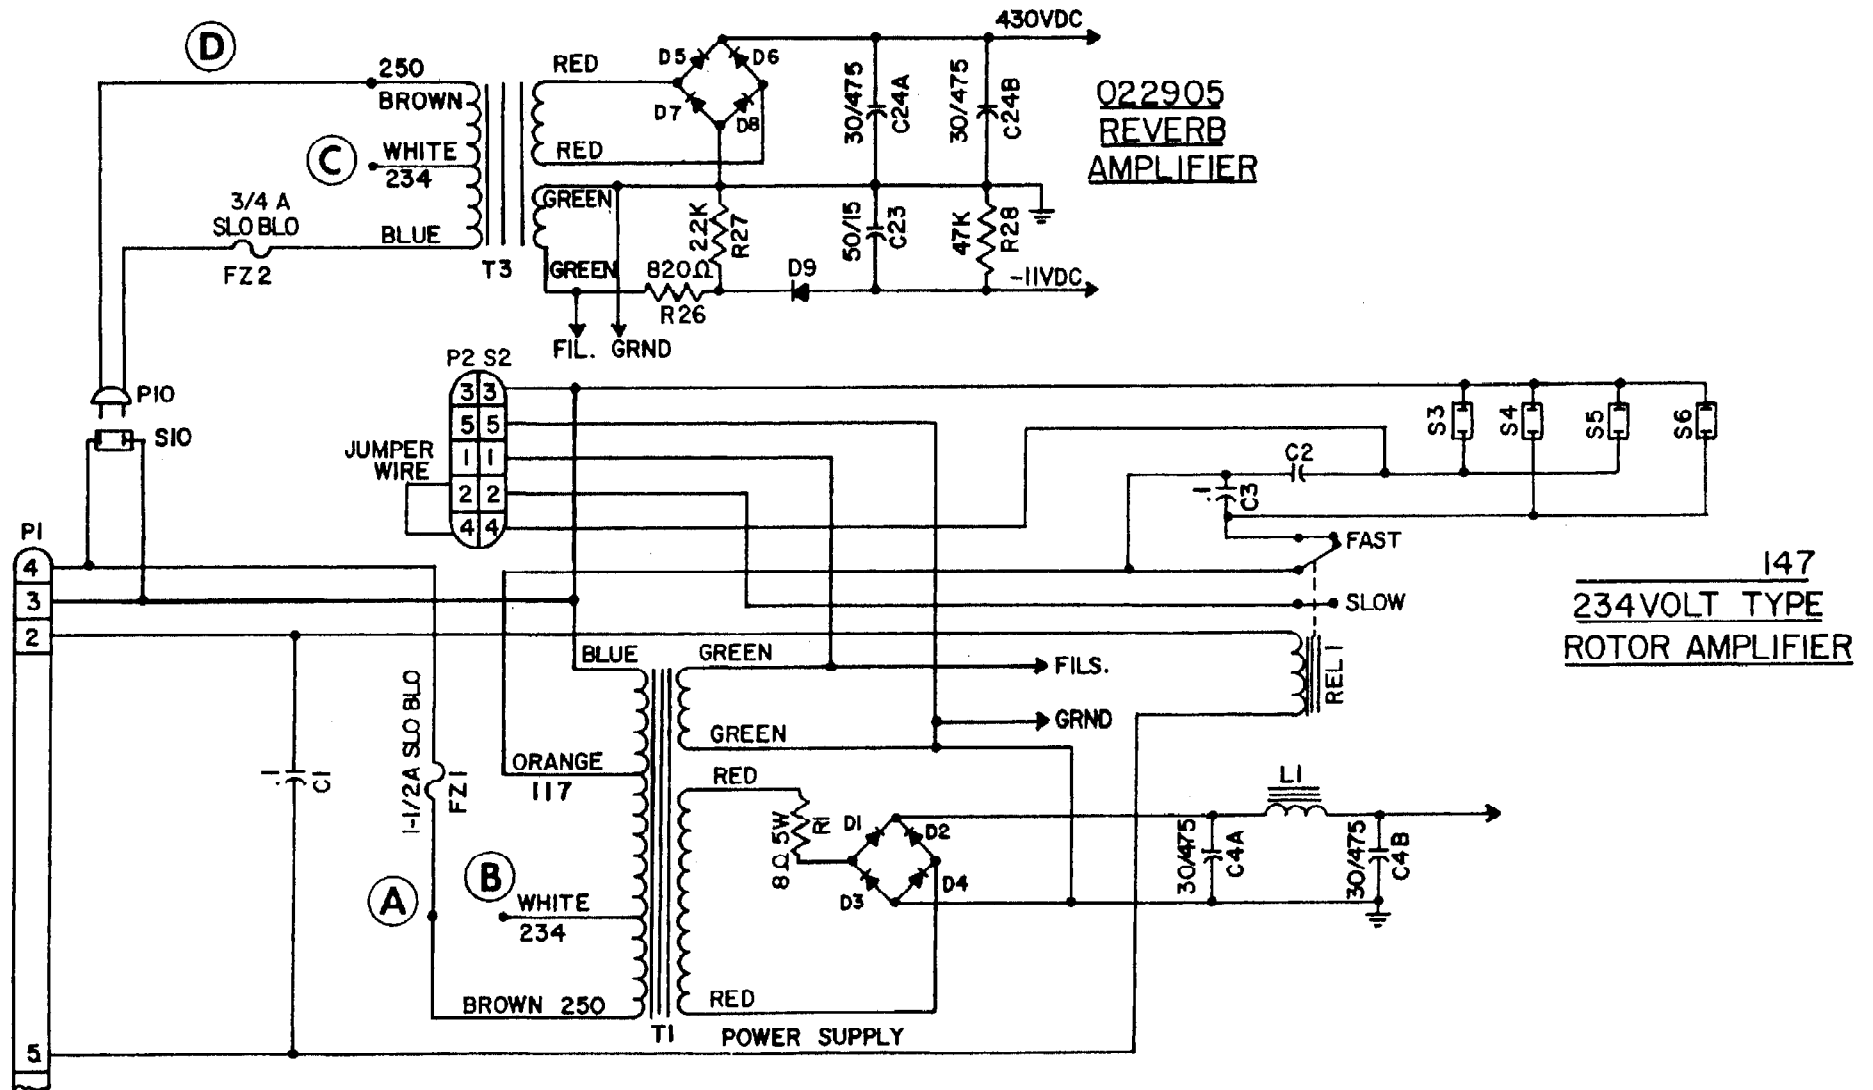 D
250
BROWN
C
WHITE
234
3/4 A
SLO BLO
FZ2
BLUE
T3
RED
RED
GREEN
GREEN
D5
D6
D7
D8
430VDC
30/475
C24A
30/475
C24B
022905
REVERB
AMPLIFIER
2.2K
R27
50/15
C23
47K
R28
820Ω
R26
D9
-11VDC
FIL. GRND
P10
S10
P2 S2
3 3
5 5
1 1
2 2
4 4
JUMPER
WIRE
S3
S4
S5
S6
C2
.1
C3
FAST
SLOW
147
234 VOLT TYPE
ROTOR AMPLIFIER
P1
4
3
2
5
.1
C1
1-1/2A SLO BLO
FZ1
A
B
BLUE
ORANGE
117
WHITE
234
BROWN 250
T1
GREEN
GREEN
FILS.
GRND
REL 1
RED
RED
8Ω 5W
R1
D1
D2
D3
D4
L1
30/475
C4A
30/475
C4B
POWER SUPPLY